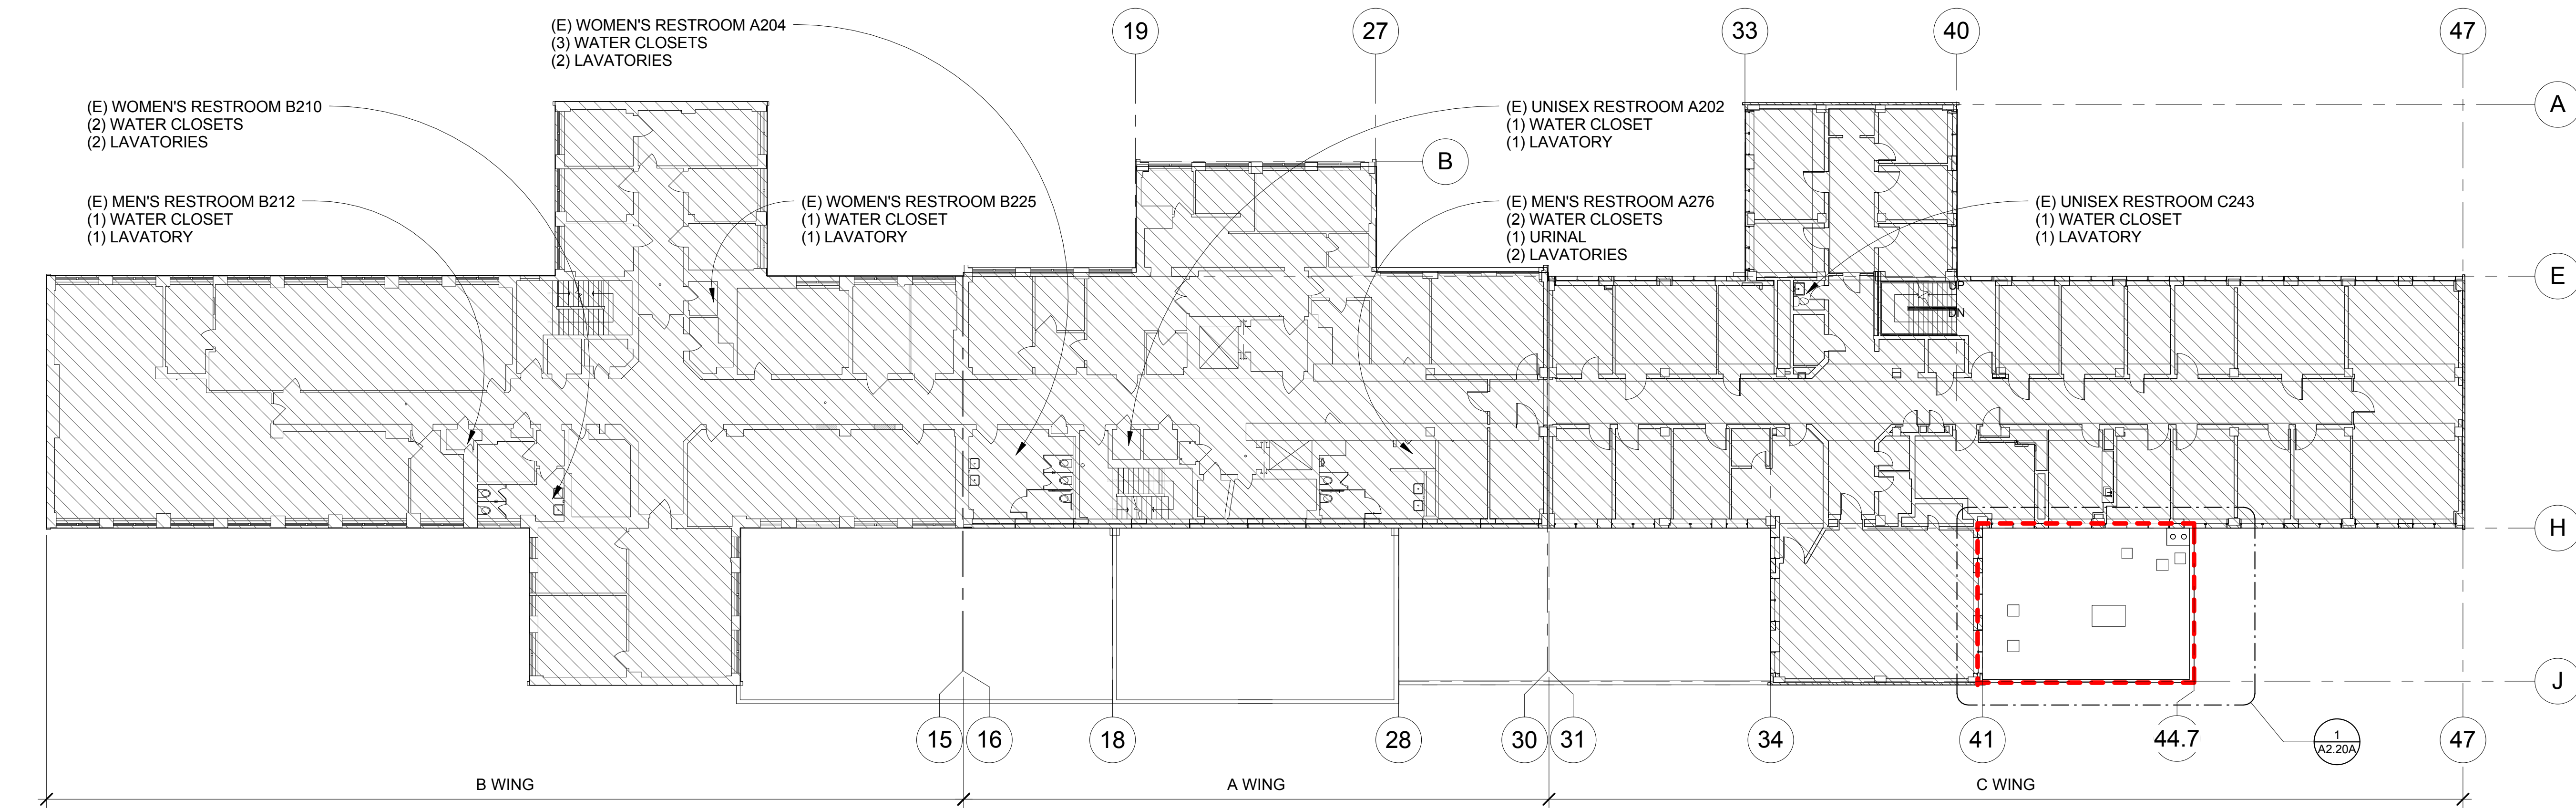 (E) WOMEN'S RESTROOM A204
(3) WATER CLOSETS
(2) LAVATORIES
19
27
33
40
47
(E) WOMEN'S RESTROOM B210
(2) WATER CLOSETS
(2) LAVATORIES
(E) UNISEX RESTROOM A202
(1) WATER CLOSET
(1) LAVATORY
A
B
(E) MEN'S RESTROOM B212
(1) WATER CLOSET
(1) LAVATORY
(E) WOMEN'S RESTROOM B225
(1) WATER CLOSET
(1) LAVATORY
(E) MEN'S RESTROOM A276
(2) WATER CLOSETS
(1) URINAL
(2) LAVATORIES
(E) UNISEX RESTROOM C243
(1) WATER CLOSET
(1) LAVATORY
E
UP
DN
H
J
15
16
18
28
30
31
34
41
44.7
1
A2.20A
47
B WING
A WING
C WING